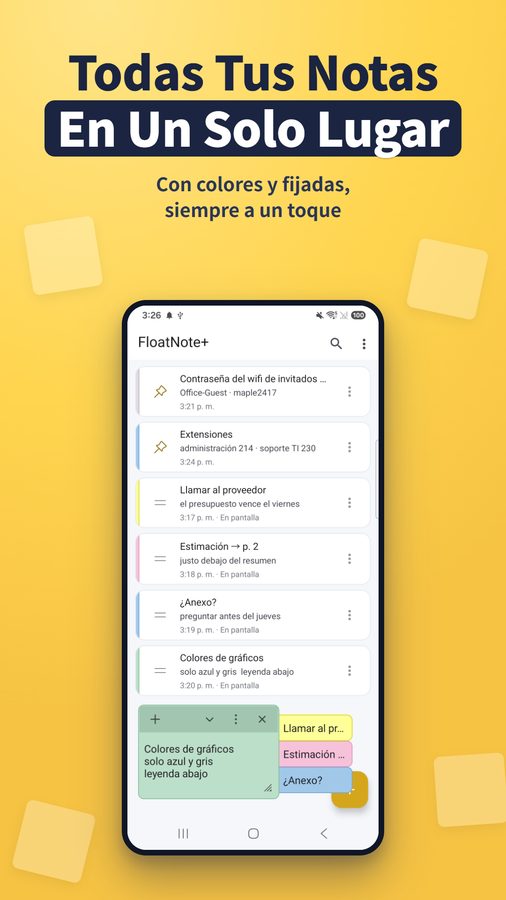 Todas Tus Notas
En Un Solo Lugar
Con colores y fijadas,
siempre a un toque
3:26
100
FloatNote+
Contraseña del wifi de invitados ...
Office-Guest · maple2417
3:21 p. m.
Extensiones
administración 214 · soporte TI 230
3:24 p. m.
Llamar al proveedor
el presupuesto vence el viernes
3:17 p. m. · En pantalla
Estimación → p. 2
justo debajo del resumen
3:18 p. m. · En pantalla
¿Anexo?
preguntar antes del jueves
3:19 p. m. · En pantalla
Colores de gráficos
solo azul y gris leyenda abajo
3:20 p. m. · En pantalla
Colores de gráficos
solo azul y gris
leyenda abajo
Llamar al pr...
Estimación ...
¿Anexo?